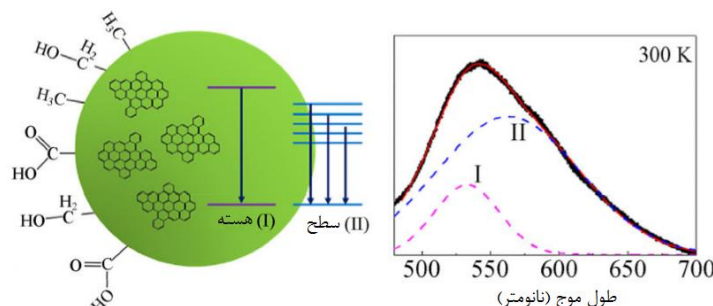 H₃C
H₂
HO
C
H₃C
O
C
HO
H₂
HO
C
O
C
HO
هسته (I)
سطح (II)
300 K
II
I
500
550
600
650
700
طول موج (نانومتر)